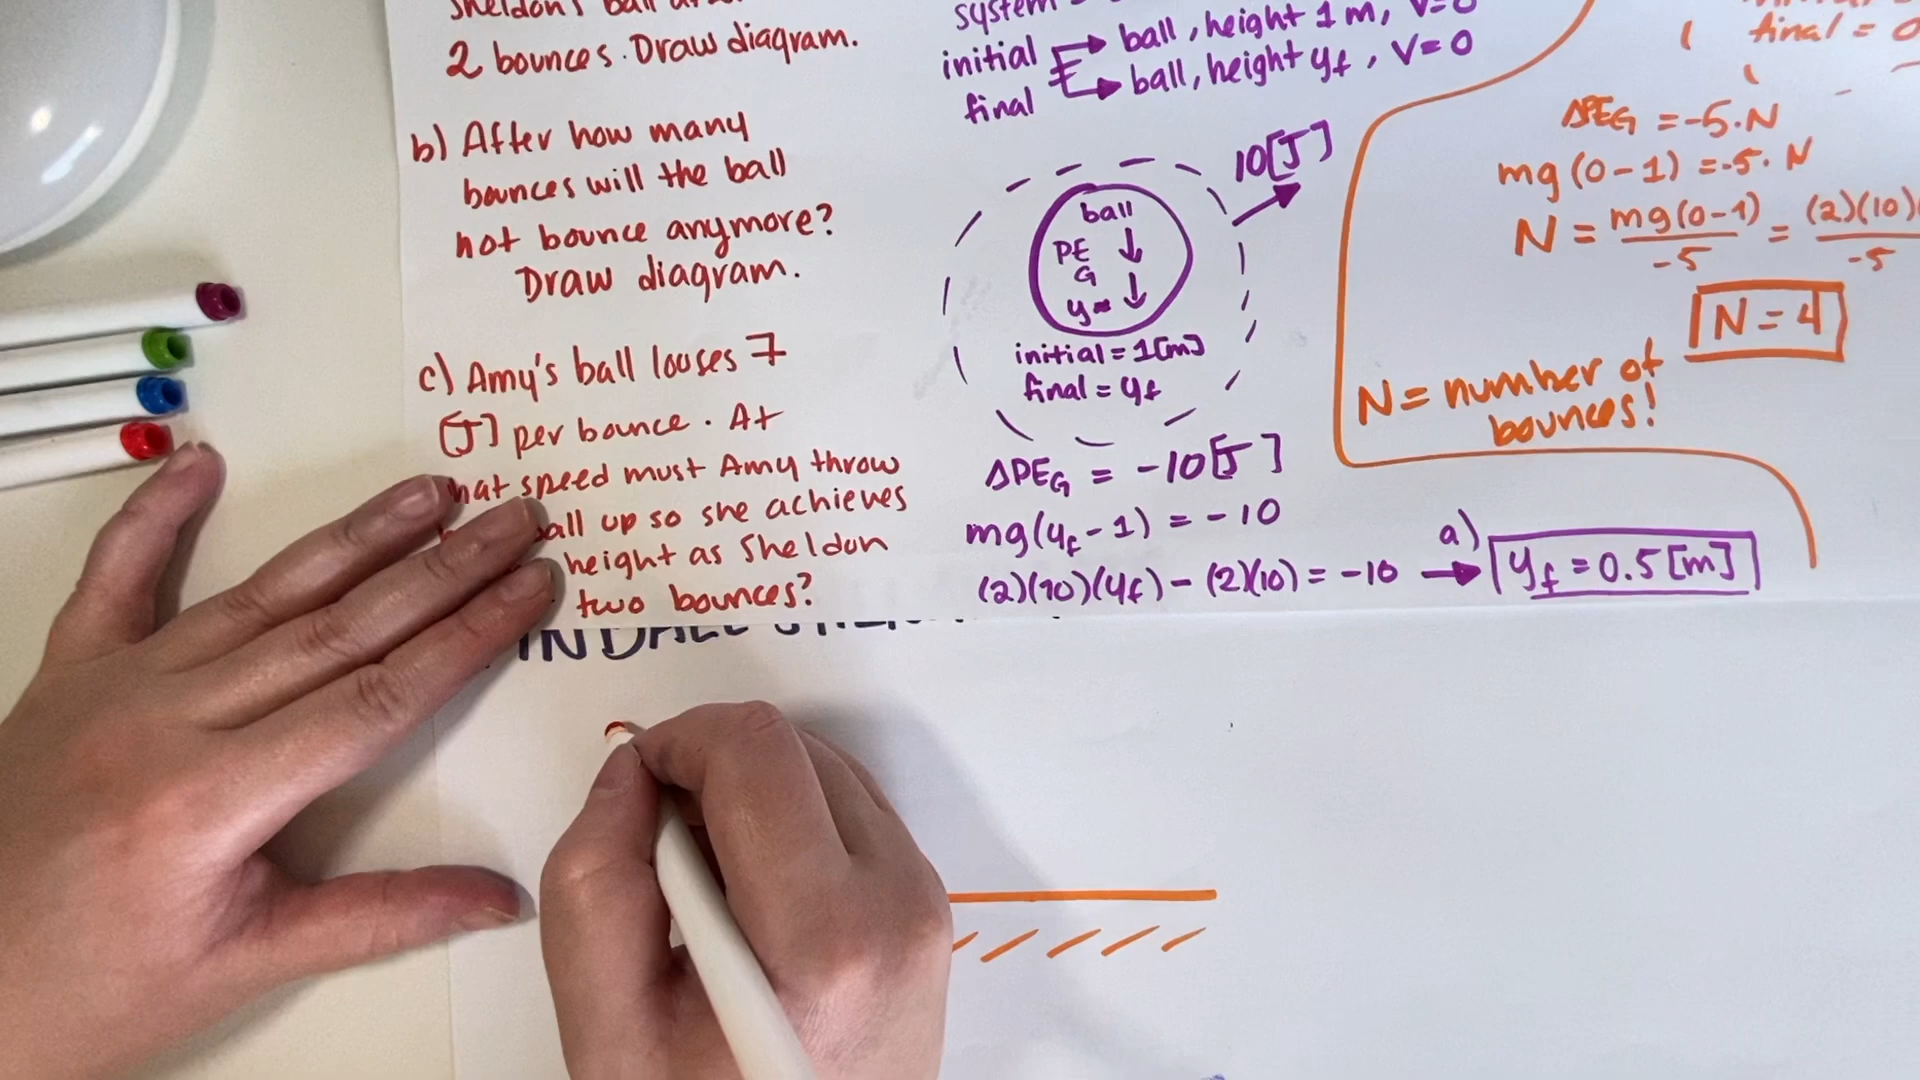 Sheldon's ball
2 bounces. Draw diagram.
b) After how many
bounces will the ball
not bounce anymore?
Draw diagram.
c) Amy's ball louses 7
[J] per bounce. At
speed must Amy throw
up so she achieves
height as Sheldon
two bounces?
system
initial → ball, height 1 m, V=0
final → ball, height yf, V=0
10[J]
ball
PE G ↓
y ↓
initial = 1[m]
final = yf
ΔPEG = -10[J]
mg(yf - 1) = -10
(2)(10)(yf) - (2)(10) = -10 →
a)
yf = 0.5[m]
final = 0
ΔPEG = -5.N
mg(0-1) = -5. N
N = mg(0-1)/-5 = (2)(10)/-5
N = 4
N = number of
bounces!